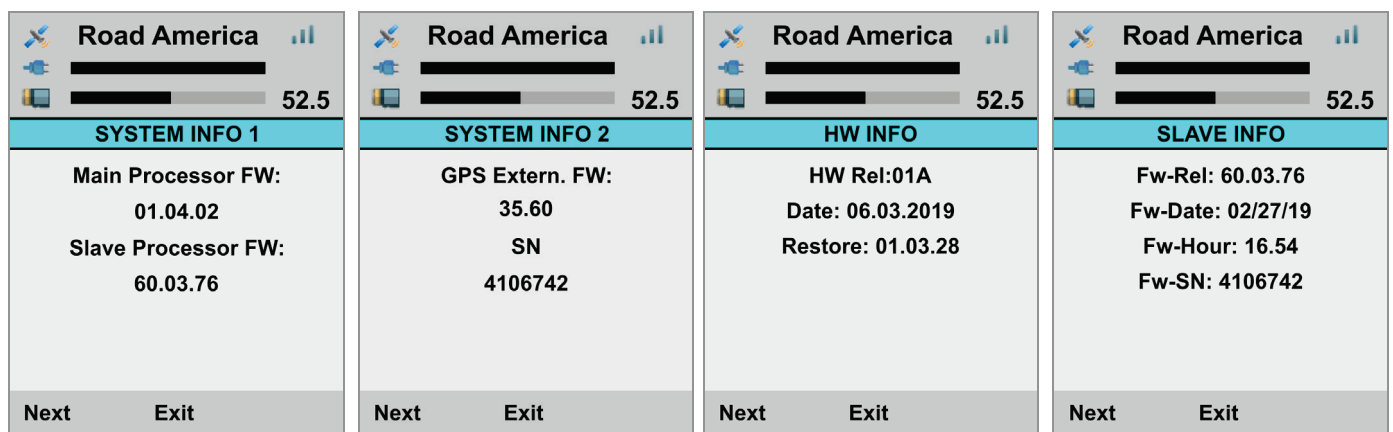 Road America
52.5
SYSTEM INFO 1
Main Processor FW:
01.04.02
Slave Processor FW:
60.03.76
Next Exit
Road America
52.5
SYSTEM INFO 2
GPS Extern. FW:
35.60
SN
4106742
Next Exit
Road America
52.5
HW INFO
HW Rel:01A
Date: 06.03.2019
Restore: 01.03.28
Next Exit
Road America
52.5
SLAVE INFO
Fw-Rel: 60.03.76
Fw-Date: 02/27/19
Fw-Hour: 16.54
Fw-SN: 4106742
Next Exit